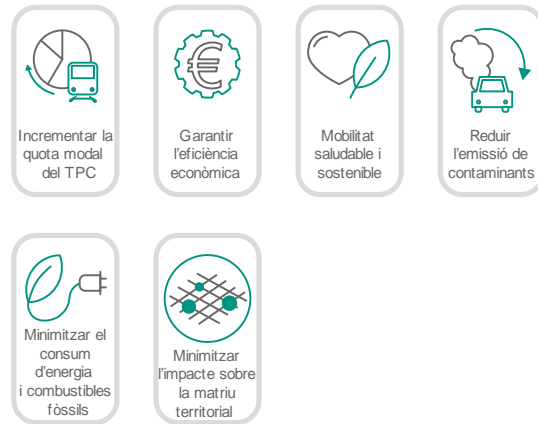 Incrementar la
quota modal
del TPC
Garantir
l'eficiència
econòmica
Mobilitat
saludable i
sostenible
Reduir
l'emissió de
contaminants
Minimitzar el
consum
d'energia
i combustibles
fòssils
Minimitzar
l'impacte sobre
la matriu
territorial